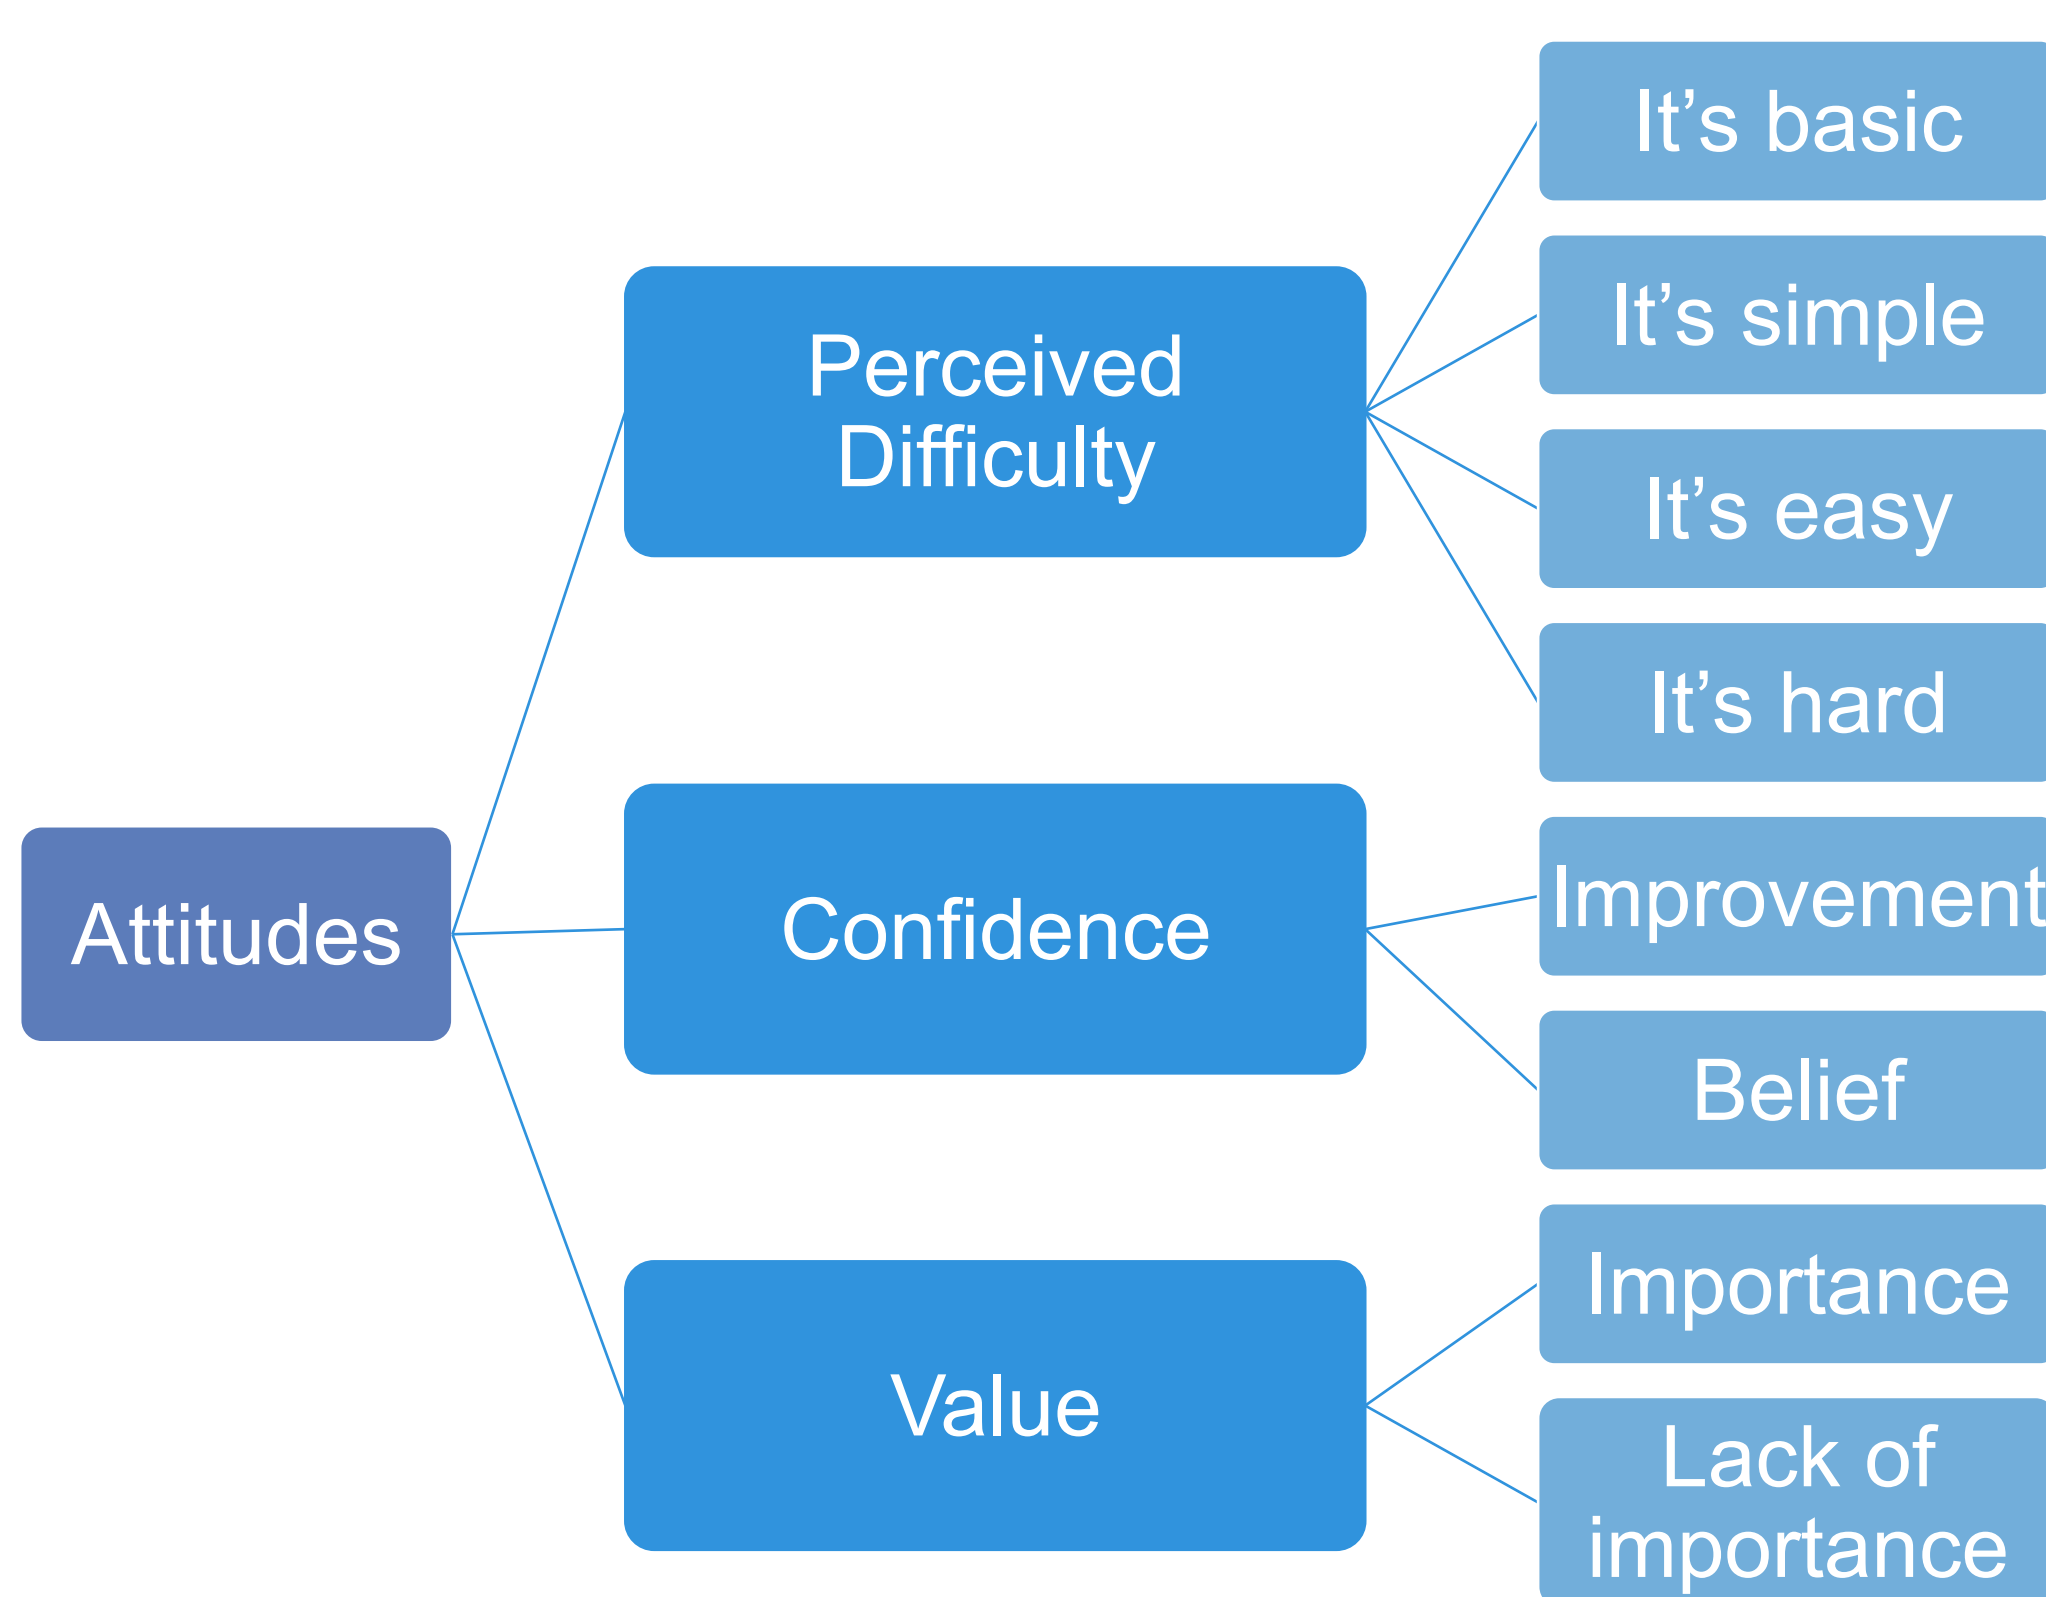 It’s basic
It’s simple
Perceived
Difficulty
It’s easy
It’s hard
Attitudes
Confidence
Improvement
Belief
Value
Importance
Lack of
importance